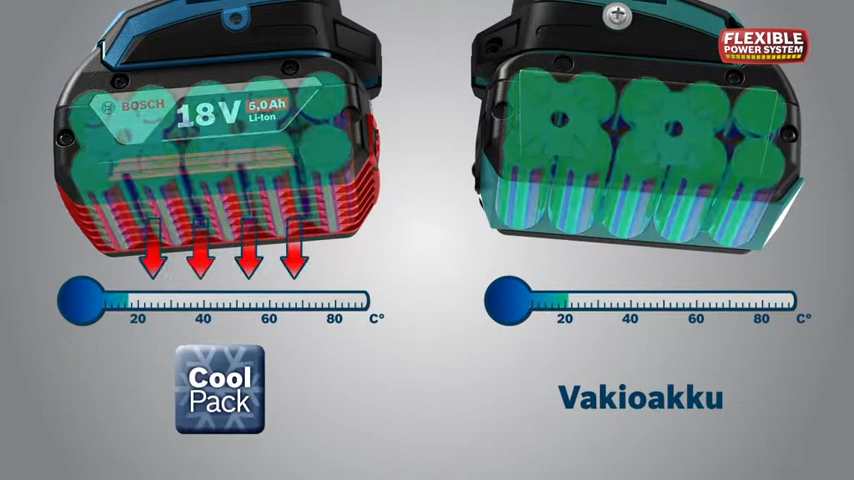 FLEXIBLE
POWER SYSTEM
BOSCH
18V
5,0Ah
Li-Ion
20 40 60 80 C°
20 40 60 80 C°
Cool
Pack
Vakioakku